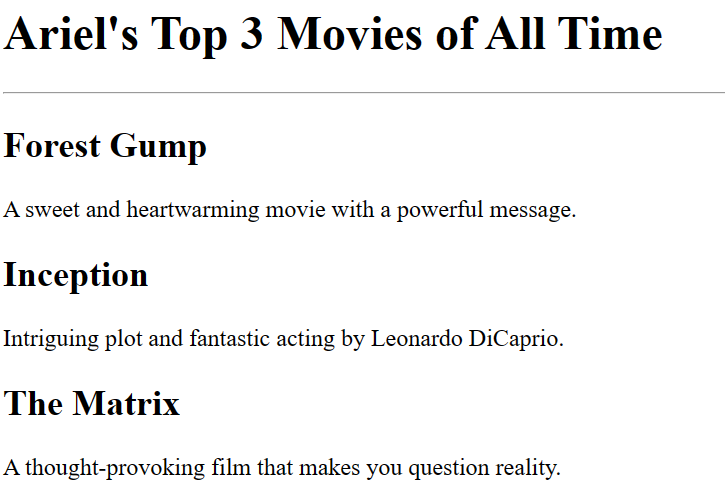 Ariel's Top 3 Movies of All Time
Forest Gump
A sweet and heartwarming movie with a powerful message.
Inception
Intriguing plot and fantastic acting by Leonardo DiCaprio.
The Matrix
A thought-provoking film that makes you question reality.